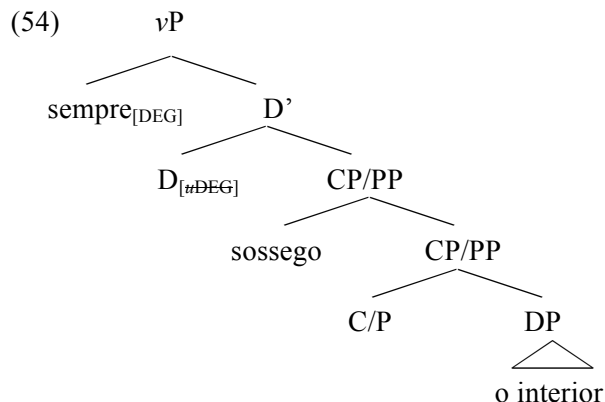 (54) vP
sempre[DEG] D’
D[uDEG] CP/PP
sossego CP/PP
C/P DP
o interior